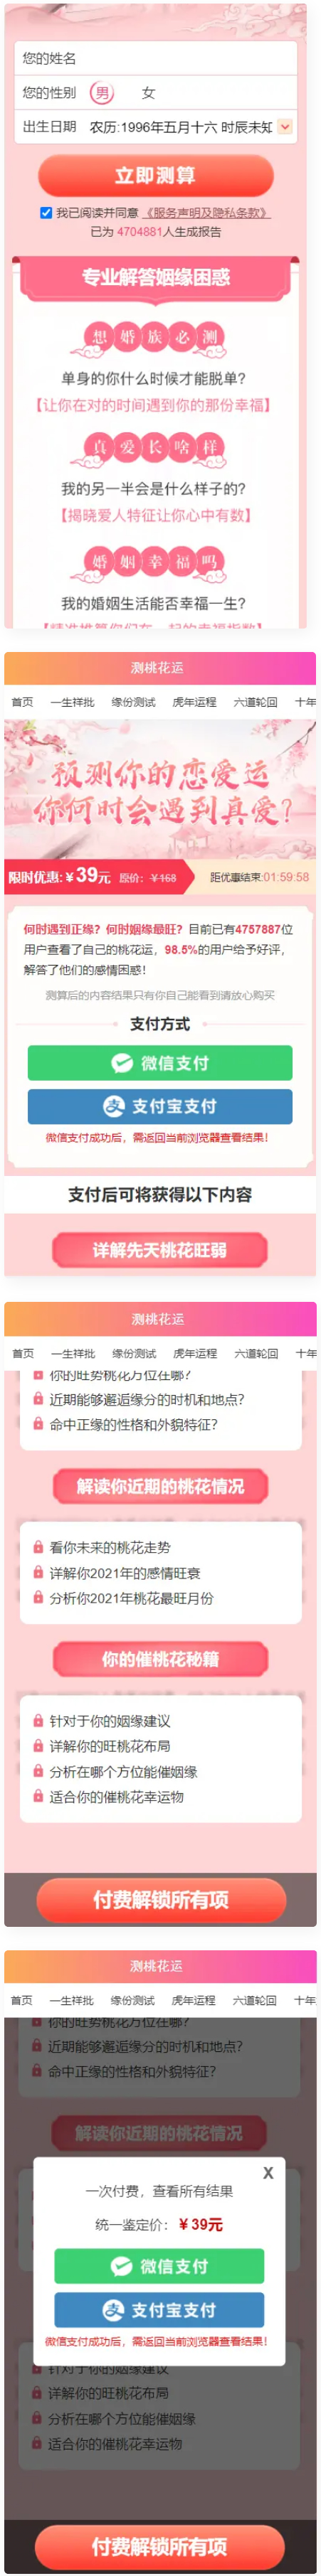 您的姓名
您的性别 男 女
出生日期 农历:1996年五月十六 时辰未知
立即测算
我已阅读并同意《服务声明及隐私条款》
已为 4704881人生成报告
专业解答姻缘困惑
想婚族必测
单身的你什么时候才能脱单?
【让你在对的时间遇到你的那份幸福】
真爱长啥样
我的另一半会是什么样子的?
【揭晓爱人特征让你心中有数】
婚姻幸福吗
我的婚姻生活能否幸福一生?
【精准推算你们在一起的幸福指数】
测桃花运
首页 一生祥批 缘份测试 虎年运程 六道轮回 十年
预测你的恋爱运
你何时会遇到真爱?
限时优惠:￥39元 原价:￥168 距优惠结束:01:59:58
何时遇到正缘？何时姻缘最旺？目前已有4757887位
用户查看了自己的桃花运，98.5%的用户给予好评，
解答了他们的感情困惑！
测算后的内容结果只有你自己能看到请放心购买
支付方式
微信支付
支付宝支付
微信支付成功后，需返回当前浏览器查看结果！
支付后可将获得以下内容
详解先天桃花旺弱
测桃花运
首页 一生祥批 缘份测试 虎年运程 六道轮回 十年
你的旺势桃花方位在哪?
近期能够邂逅缘分的时机和地点?
命中正缘的性格和外貌特征?
解读你近期的桃花情况
看你未来的桃花走势
详解你2021年的感情旺衰
分析你2021年桃花最旺月份
你的催桃花秘籍
针对于你的姻缘建议
详解你的旺桃花布局
分析在哪个方位能催姻缘
适合你的催桃花幸运物
付费解锁所有项
测桃花运
首页 一生祥批 缘份测试 虎年运程 六道轮回 十年
你的旺势桃花方位在哪?
近期能够邂逅缘分的时机和地点?
命中正缘的性格和外貌特征?
解读你近期的桃花情况
X
一次付费，查看所有结果
统一鉴定价：￥39元
微信支付
支付宝支付
微信支付成功后，需返回当前浏览器查看结果！
针对于你的姻缘建议
详解你的旺桃花布局
分析在哪个方位能催姻缘
适合你的催桃花幸运物
付费解锁所有项